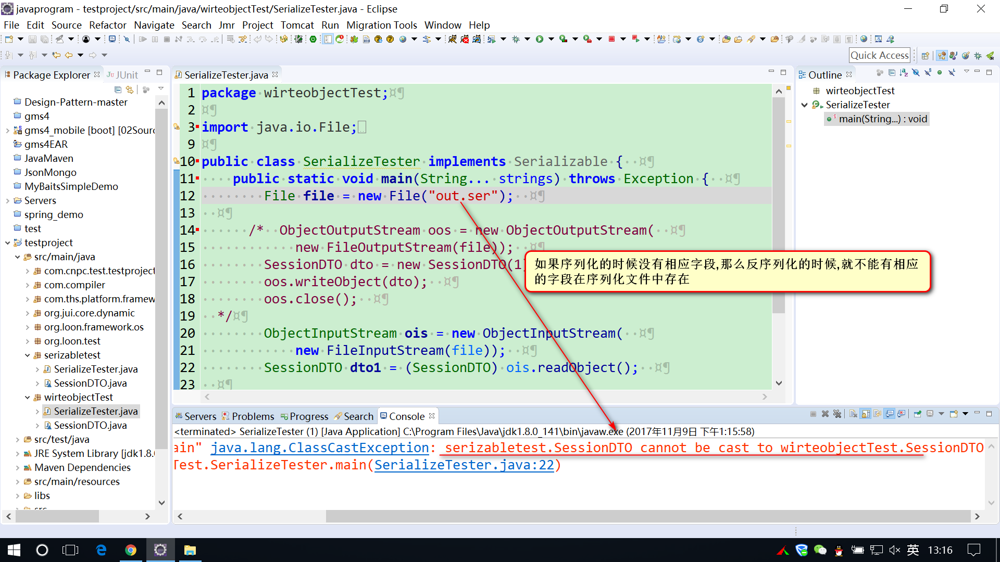 javaprogram - testproject/src/main/java/wirteobjectTest/SerializeTester.java - Eclipse
File Edit Source Refactor Navigate Search Jmr Project Tomcat Run Migration Tools Window Help
Quick Access
Package Explorer
JUnit
Design-Pattern-master
gms4
gms4_mobile [boot] [02Sourc
gms4EAR
JavaMaven
JsonMongo
MyBaitsSimpleDemo
Servers
spring_demo
test
testproject
src/main/java
com.cnpc.test.testproject
com.compiler
com.ths.platform.framew
org.jui.core.dynamic
org.loon.framework.os
org.loon.test
serizabletest
SerializeTester.java
SessionDTO.java
wirteobjectTest
SerializeTester.java
SessionDTO.java
src/test/java
JRE System Library [jdk1.8.
Maven Dependencies
src/main/resources
libs
src
SerializeTester.java
1 package wirteobjectTest;¤¶
2 ¤¶
3 import java.io.File;
9 ¤¶
10 public class SerializeTester implements Serializable { ¤¶
11 public static void main(String... strings) throws Exception { ¤¶
12 File file = new File("out.ser"); ¤¶
13 ¤¶
14 /* ObjectOutputStream oos = new ObjectOutputStream( ¤¶
15 new FileOutputStream(file)); ¤¶
16 SessionDTO dto = new SessionDTO(1)
17 oos.writeObject(dto); ¤¶
18 oos.close(); ¤¶
19 */¤¶
20 ObjectInputStream ois = new ObjectInputStream( ¤¶
21 new FileInputStream(file)); ¤¶
22 SessionDTO dto1 = (SessionDTO) ois.readObject(); ¤¶
23 ¤¶
如果序列化的时候没有相应字段,那么反序列化的时候,就不能有相应
的字段在序列化文件中存在
Outline
wirteobjectTest
SerializeTester
main(String...) : void
Servers Problems Progress Search Console
<terminated> SerializeTester (1) [Java Application] C:\Program Files\Java\jdk1.8.0_141\bin\javaw.exe (2017年11月9日 下午1:15:58)
ain" java.lang.ClassCastException: serizabletest.SessionDTO cannot be cast to wirteobjectTest.SessionDTO
Test.SerializeTester.main(SerializeTester.java:22)
英
13:16